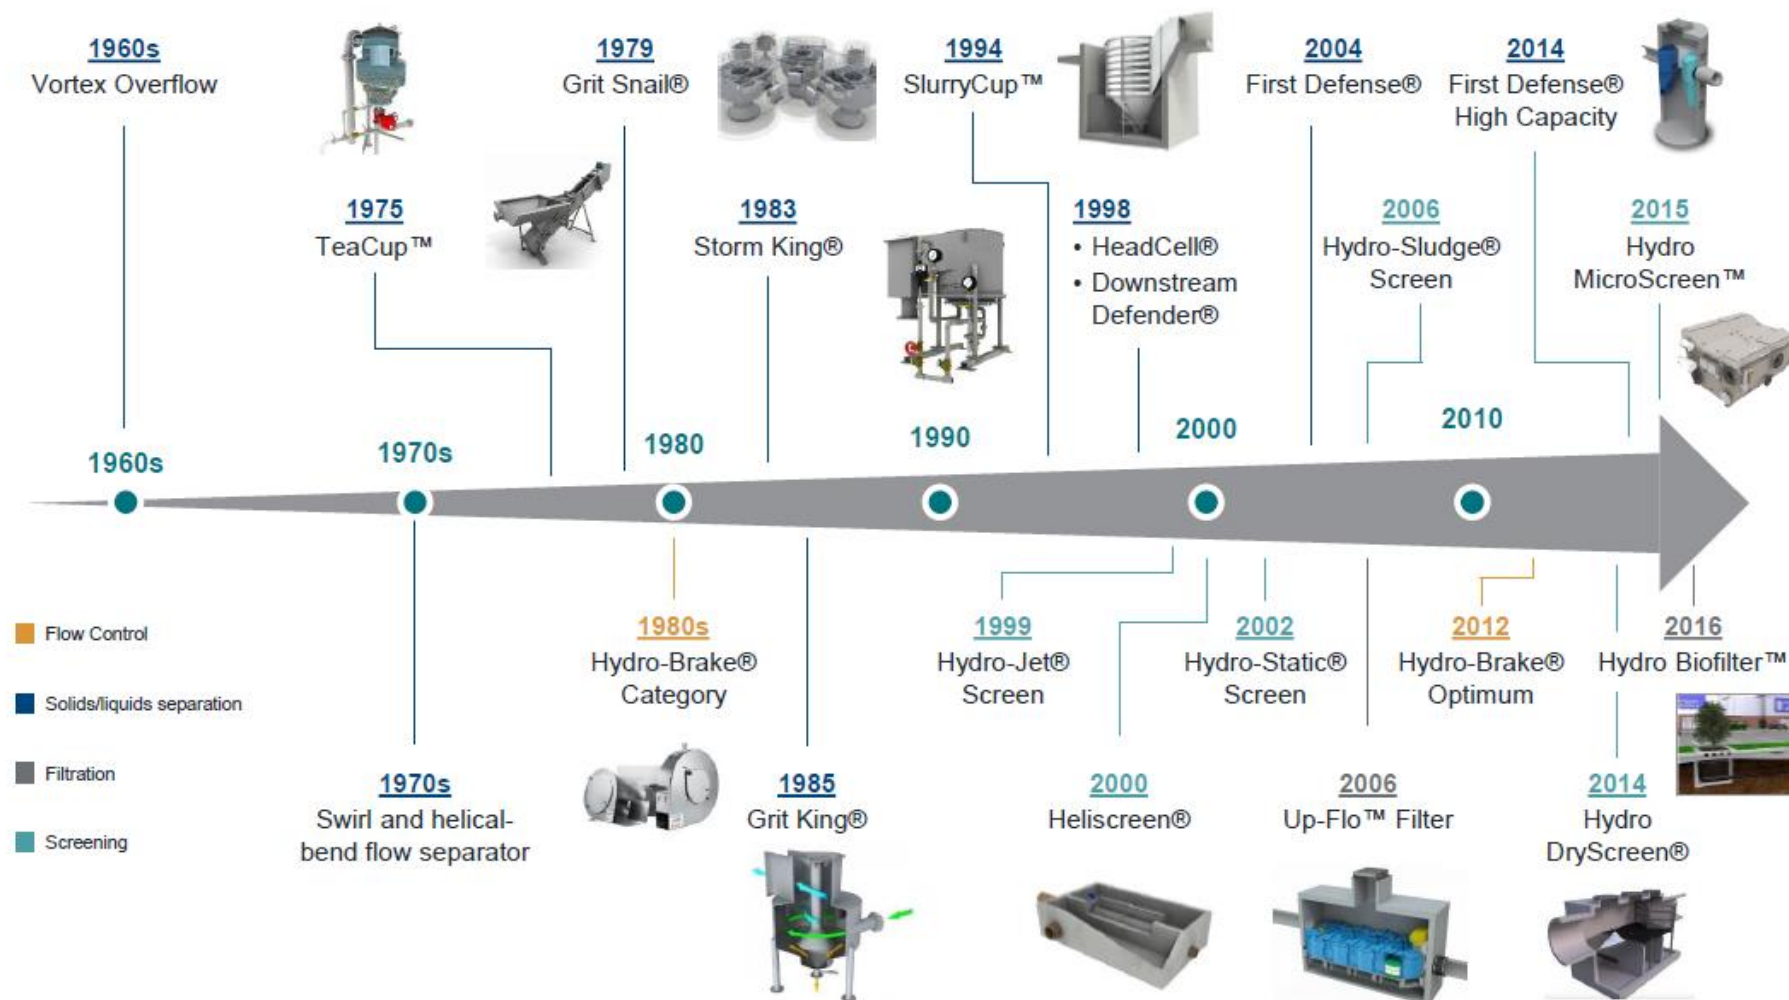 1960s
Vortex Overflow
1979
Grit Snail®
1994
SlurryCup™
2004
First Defense®
2014
First Defense®
High Capacity
1975
TeaCup™
1983
Storm King®
1998
• HeadCell®
• Downstream
Defender®
2006
Hydro-Sludge®
Screen
2015
Hydro
MicroScreen™
1960s
1970s
1980
1990
2000
2010
Flow Control
Solids/liquids separation
Filtration
Screening
1980s
Hydro-Brake®
Category
1999
Hydro-Jet®
Screen
2002
Hydro-Static®
Screen
2012
Hydro-Brake®
Optimum
2016
Hydro Biofilter™
1970s
Swirl and helical-
bend flow separator
1985
Grit King®
2000
Heliscreen®
2006
Up-Flo™ Filter
2014
Hydro
DryScreen®